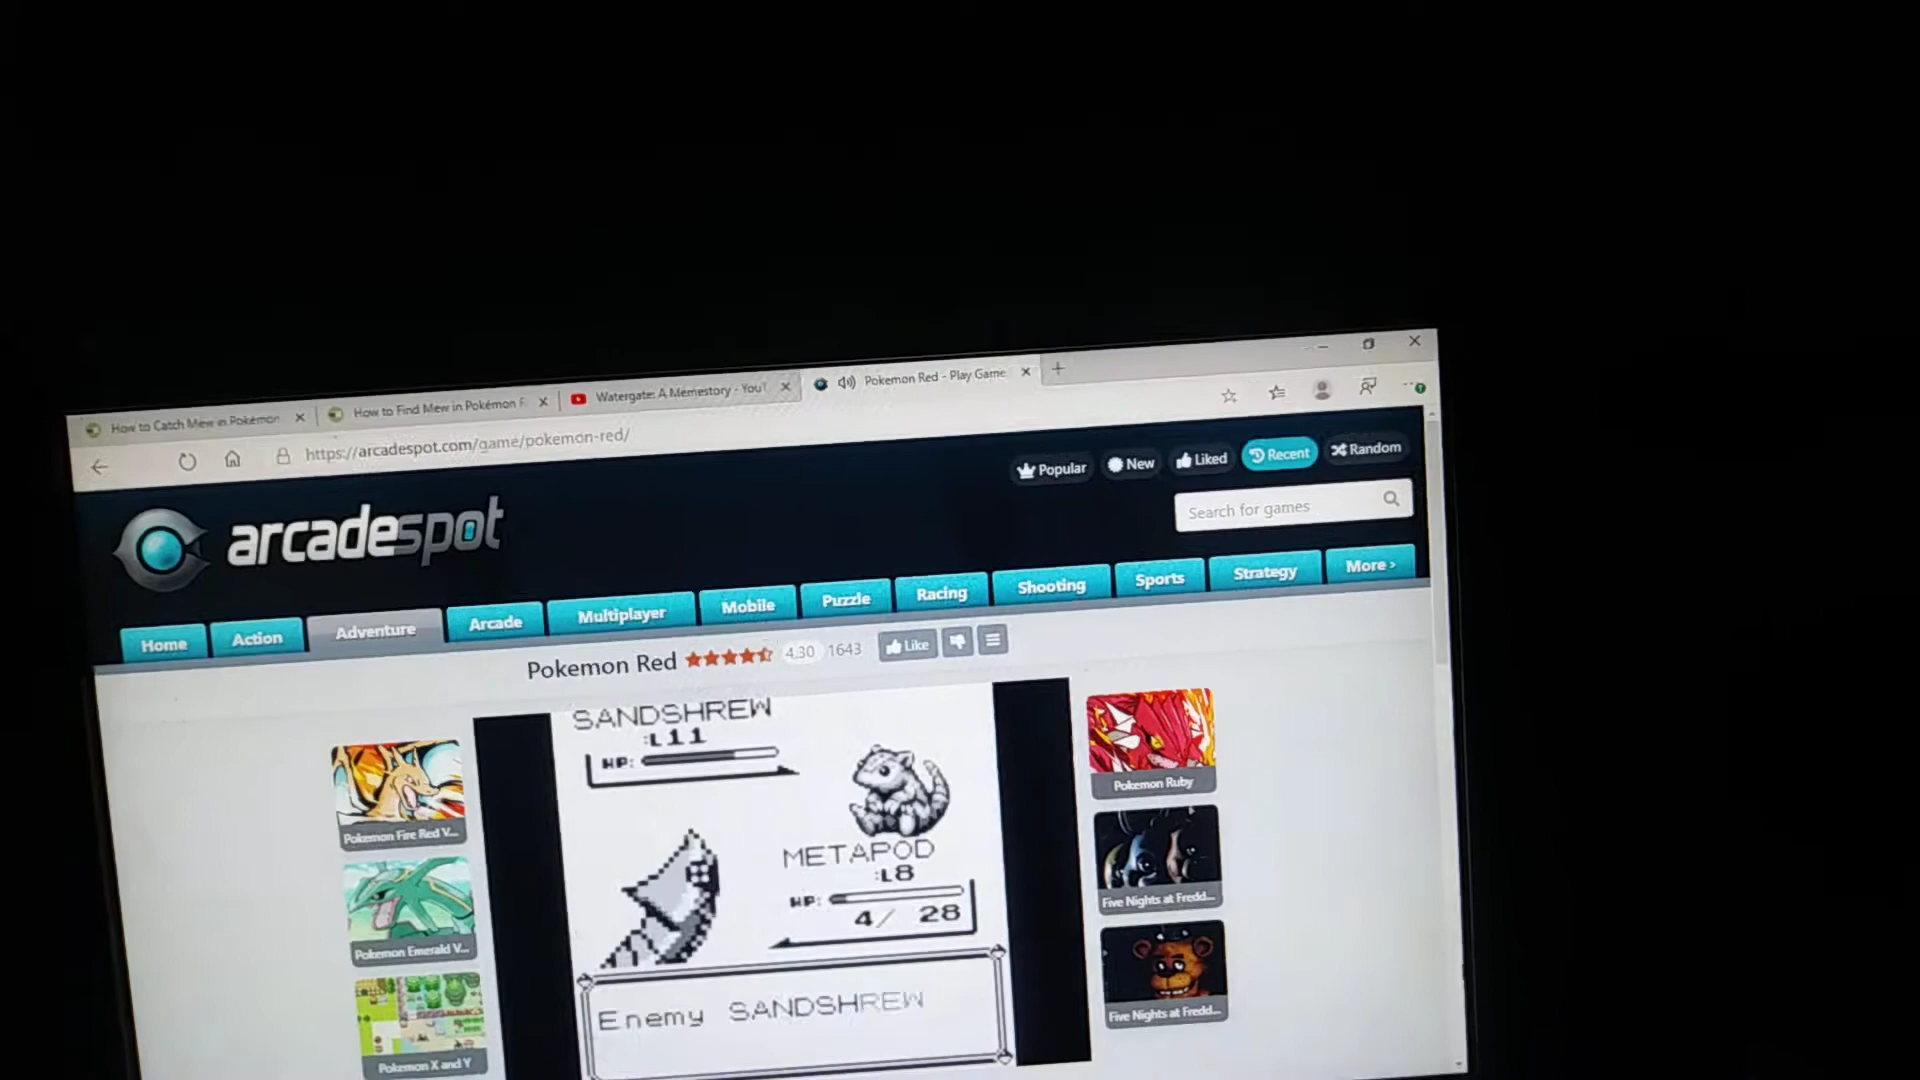 How to Catch Mew in Pokémon
How to Find Mew in Pokémon F
Watergate: A Memestory - YouT
Pokemon Red - Play Game
https://arcadespot.com/game/pokemon-red/
Popular
New
Liked
Recent
Random
arcadespot
Search for games
Home
Action
Adventure
Arcade
Multiplayer
Mobile
Puzzle
Racing
Shooting
Sports
Strategy
More ›
Pokemon Red
4.30
1643
Like
SANDSHREW
:L11
HP:
METAPOD
:L8
HP:
4/ 28
Enemy SANDSHREW
Pokemon Fire Red V...
Pokemon Emerald V...
Pokemon X and Y
Pokemon Ruby
Five Nights at Fredd...
Five Nights at Fredd...